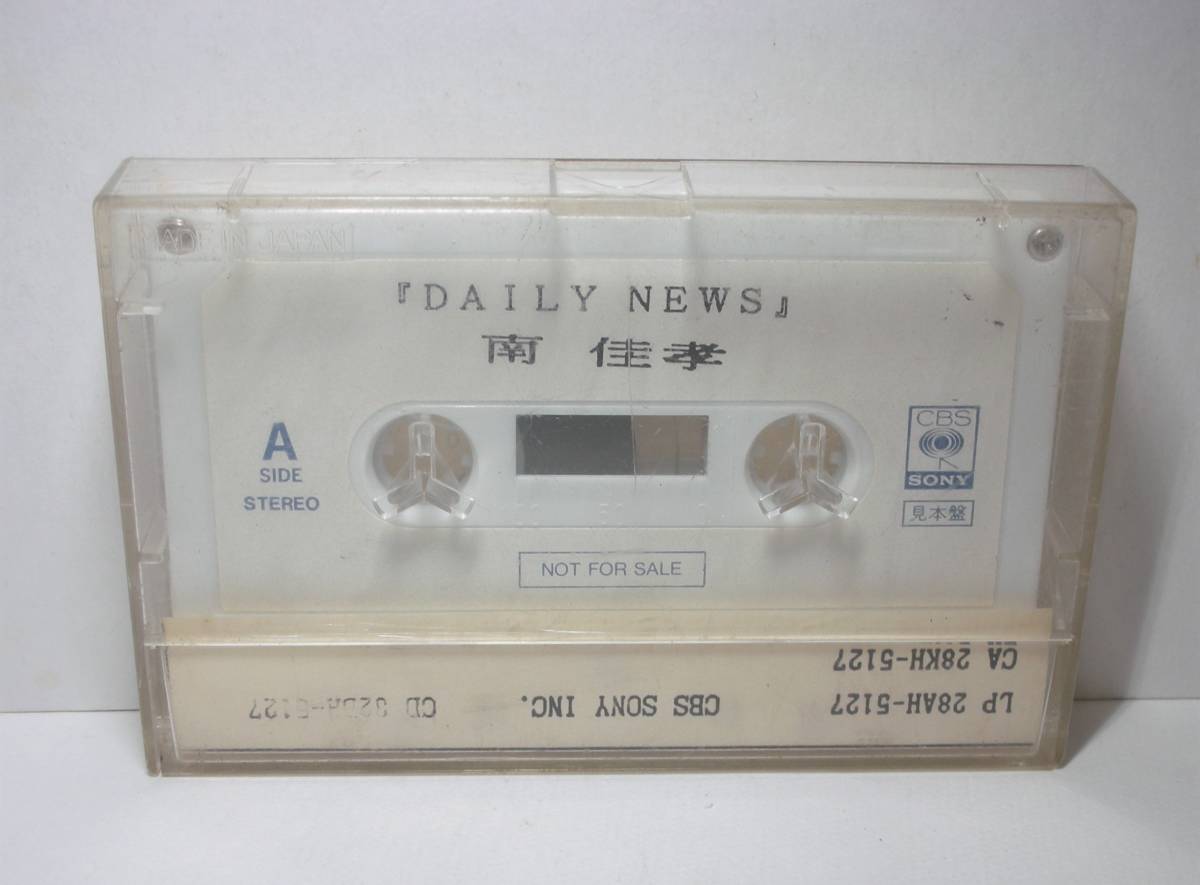 MADE IN JAPAN
『DAILY NEWS』
南 佳孝
A
SIDE
STEREO
CBS
SONY
見本盤
NOT FOR SALE
LP 28AH-5127 CBS SONY INC. CD 32DH-5127
CA 28KH-5127